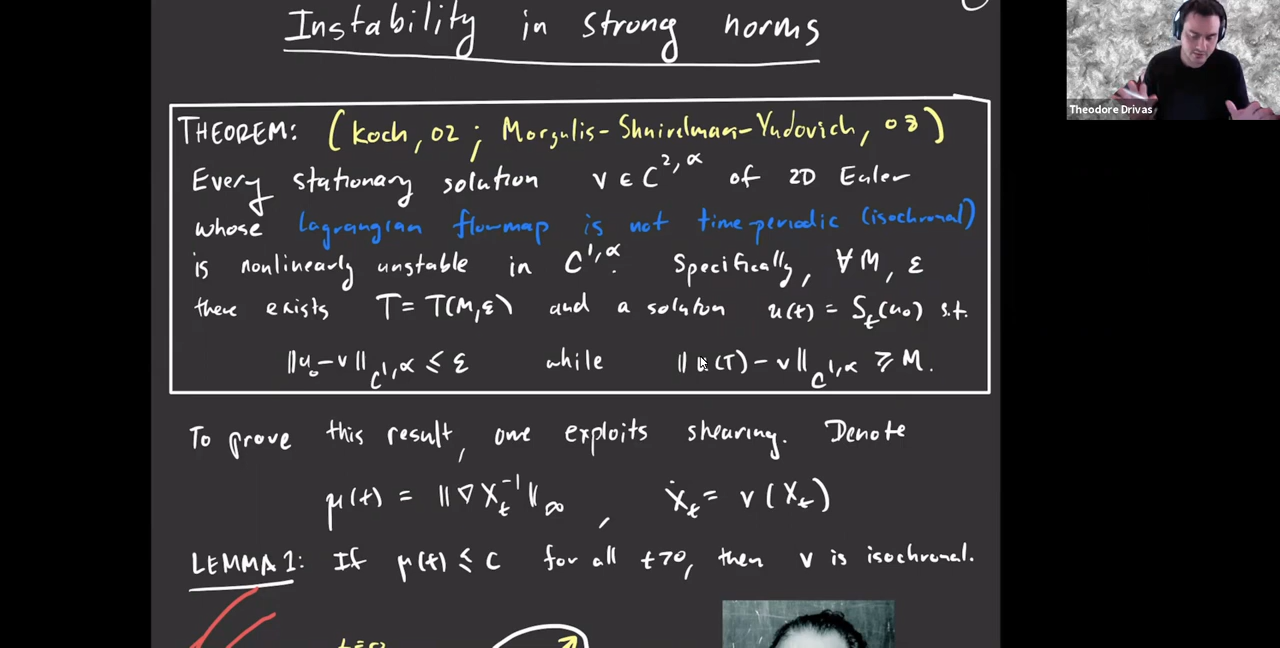 Instability in strong norms
Theodore Drivas
THEOREM: (Koch, 02; Morgulis-Shnirelman-Yudovich, 08)
Every stationary solution v ∈ C^{2,α} of 2D Euler
whose Lagrangian flowmap is not time periodic (isochronal)
is nonlinearly unstable in C^{1,α}. Specifically, ∀ M, ε
there exists T = T(M,ε) and a solution u(t) = S_t(u_0) s.t.
‖u_0 - v‖_{C^{1,α}} ≤ ε while ‖u(T) - v‖_{C^{1,α}} ≥ M.
To prove this result, one exploits shearing. Denote
μ(t) = ‖∇X_t^{-1}‖_∞ , Ẋ_t = v(X_t)
LEMMA 1: If μ(t) ≤ C for all t>0, then v is isochronal.